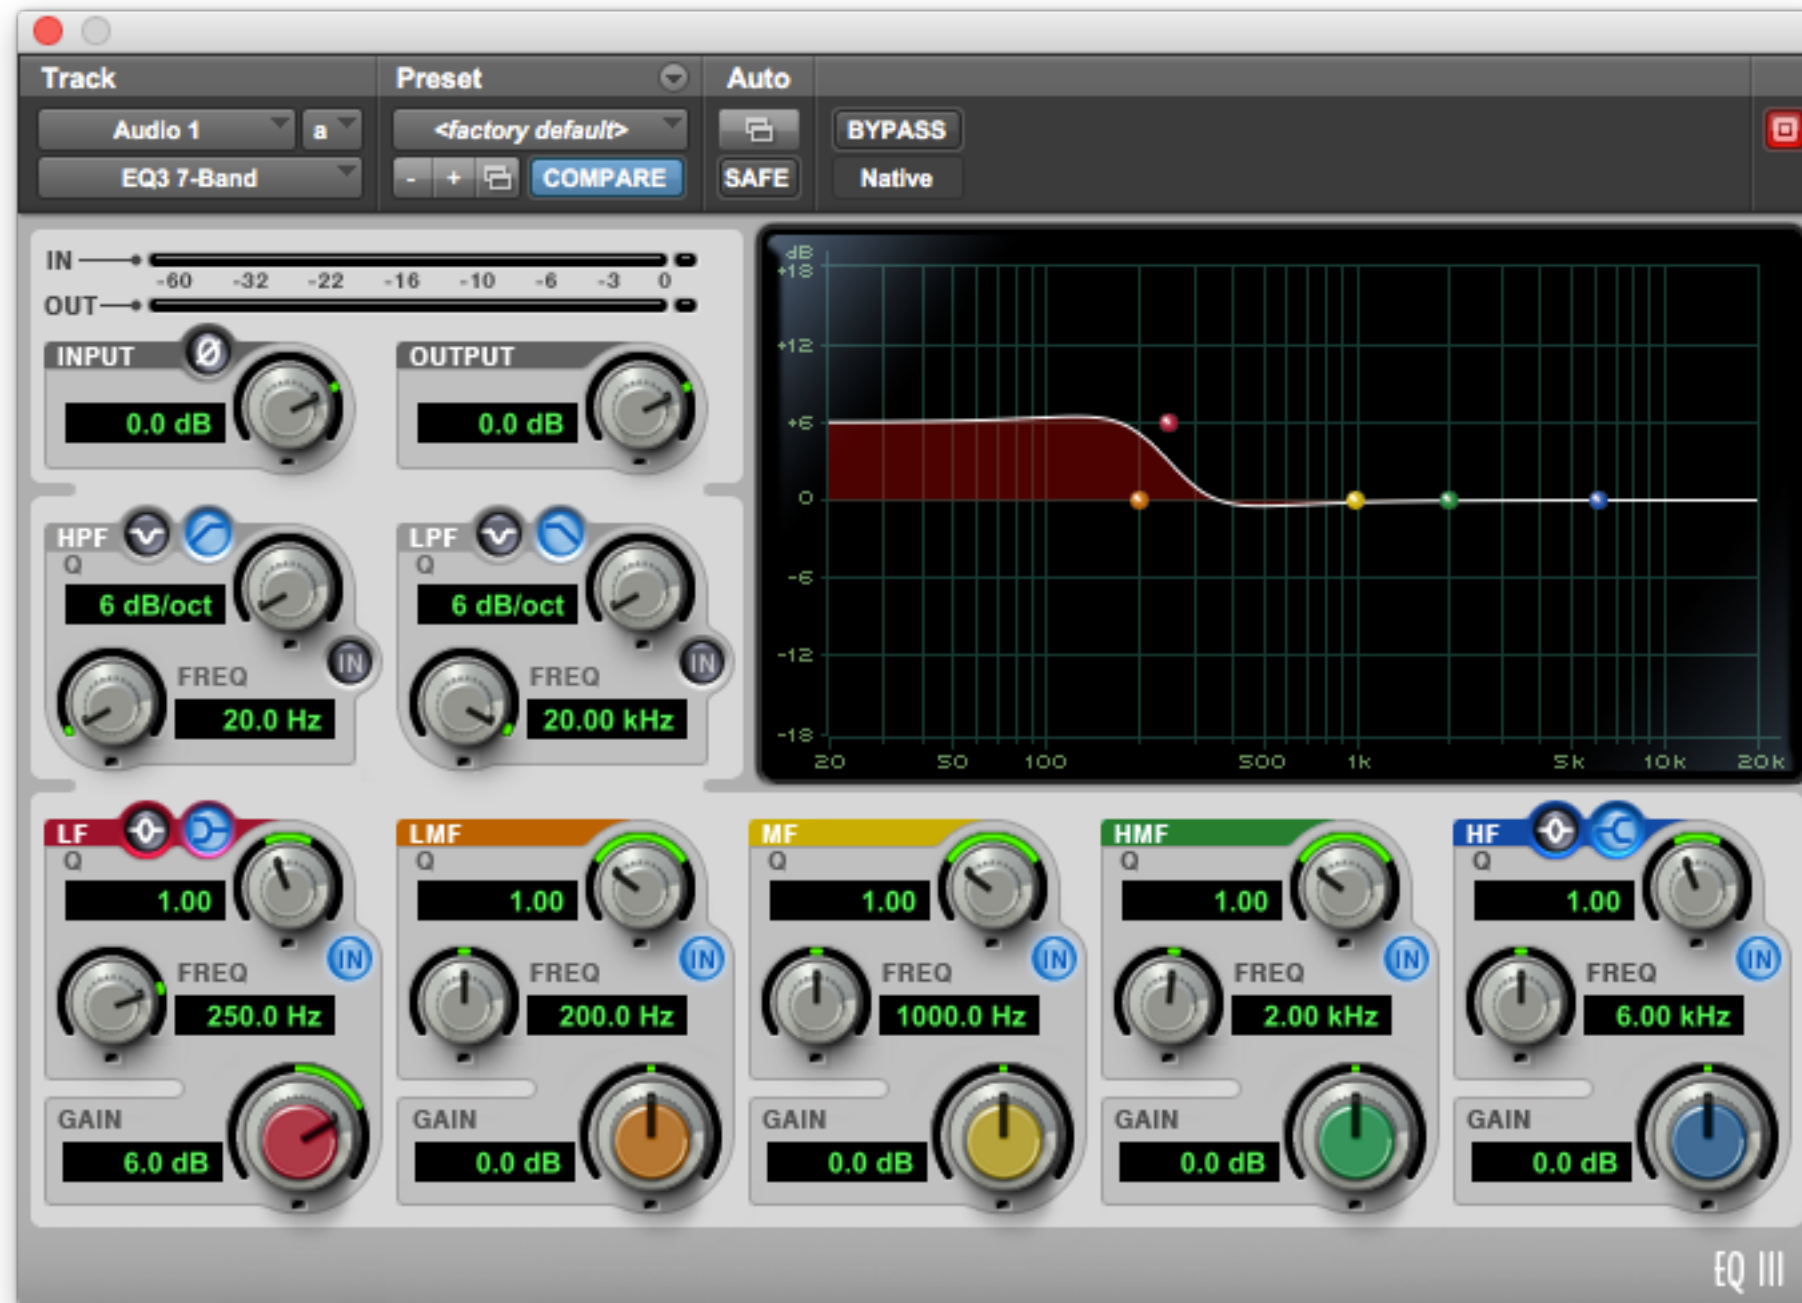 Track Preset Auto
Audio 1 a <factory default> BYPASS
EQ3 7-Band - + COMPARE SAFE Native
IN
-60 -32 -22 -16 -10 -6 -3 0
OUT
INPUT Ø OUTPUT
0.0 dB 0.0 dB
HPF LPF
Q Q
6 dB/oct 6 dB/oct
IN IN
FREQ FREQ
20.0 Hz 20.00 kHz
dB
+18
+12
+6
0
-6
-12
-18
20 50 100 500 1k 5k 10k 20k
LF LMF MF HMF HF
Q Q Q Q Q
1.00 1.00 1.00 1.00 1.00
IN IN IN IN IN
FREQ FREQ FREQ FREQ FREQ
250.0 Hz 200.0 Hz 1000.0 Hz 2.00 kHz 6.00 kHz
GAIN GAIN GAIN GAIN GAIN
6.0 dB 0.0 dB 0.0 dB 0.0 dB 0.0 dB
EQ III